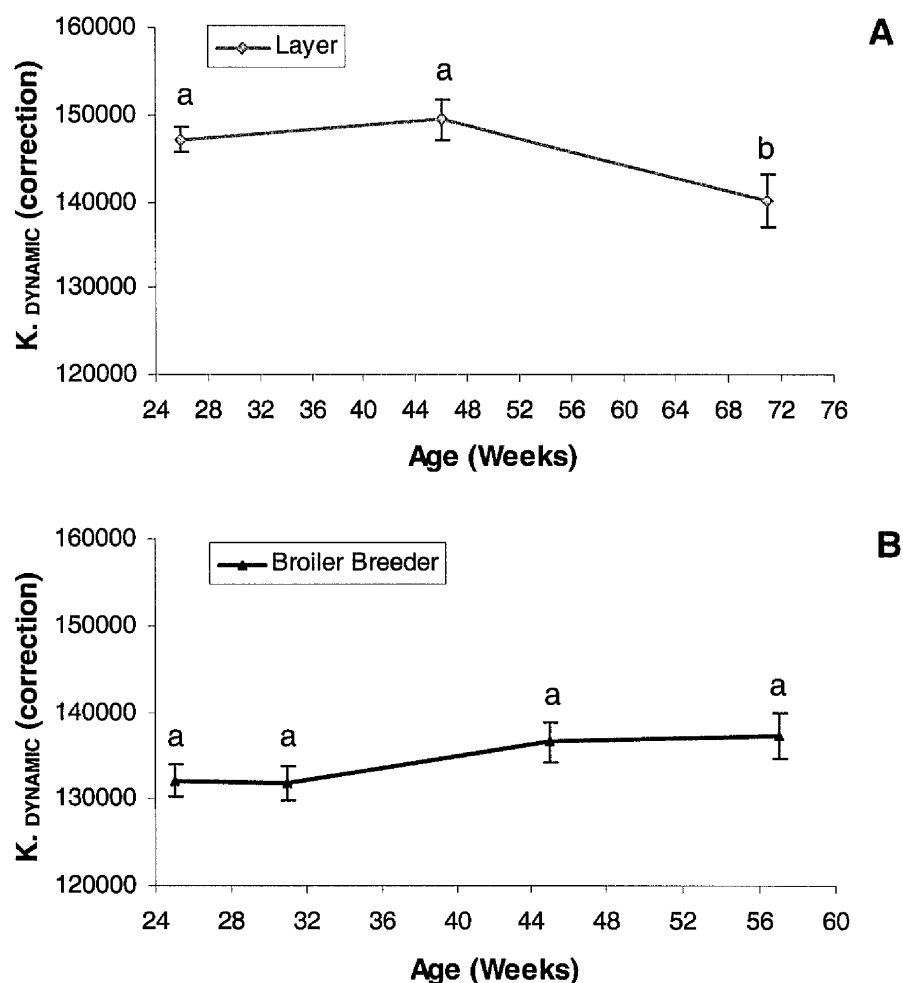 160000
A
Layer
a
a
150000
b
140000
130000
120000
K. DYNAMIC (correction)
24 28 32 36 40 44 48 52 56 60 64 68 72 76
Age (Weeks)
160000
B
Broiler Breeder
150000
a
a
140000
a
a
130000
120000
K. DYNAMIC (correction)
24 28 32 36 40 44 48 52 56 60
Age (Weeks)